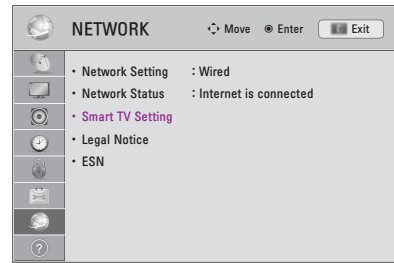 NETWORK Move Enter Exit
• Network Setting : Wired
• Network Status : Internet is connected
• Smart TV Setting
• Legal Notice
• ESN
?